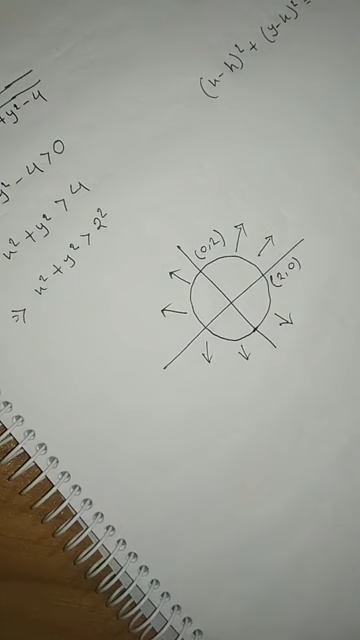 +y²-4
y²-4>0
x²+y²>4
⇒ x²+y²>2²
(x-h)²+(y-k)²=
(0,2)
(2,0)